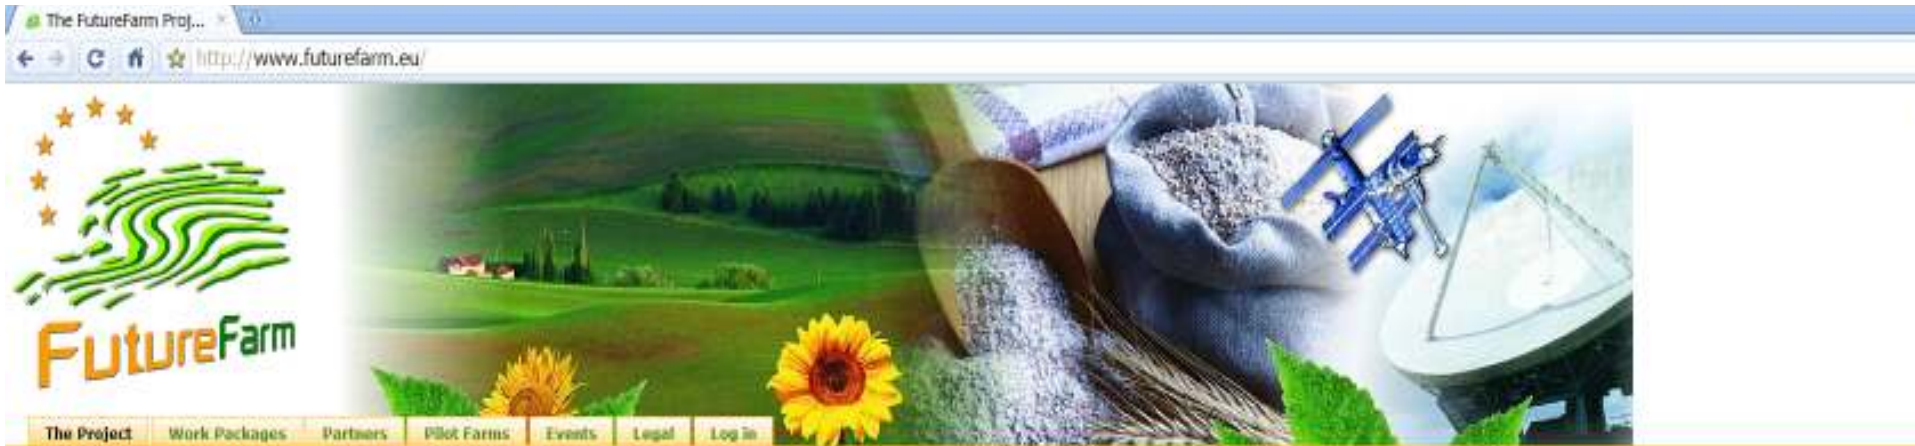 The FutureFarm Proj...
http://www.futurefarm.eu/
FutureFarm
The Project Work Packages Partners Pilot Farms Events Legal Log in